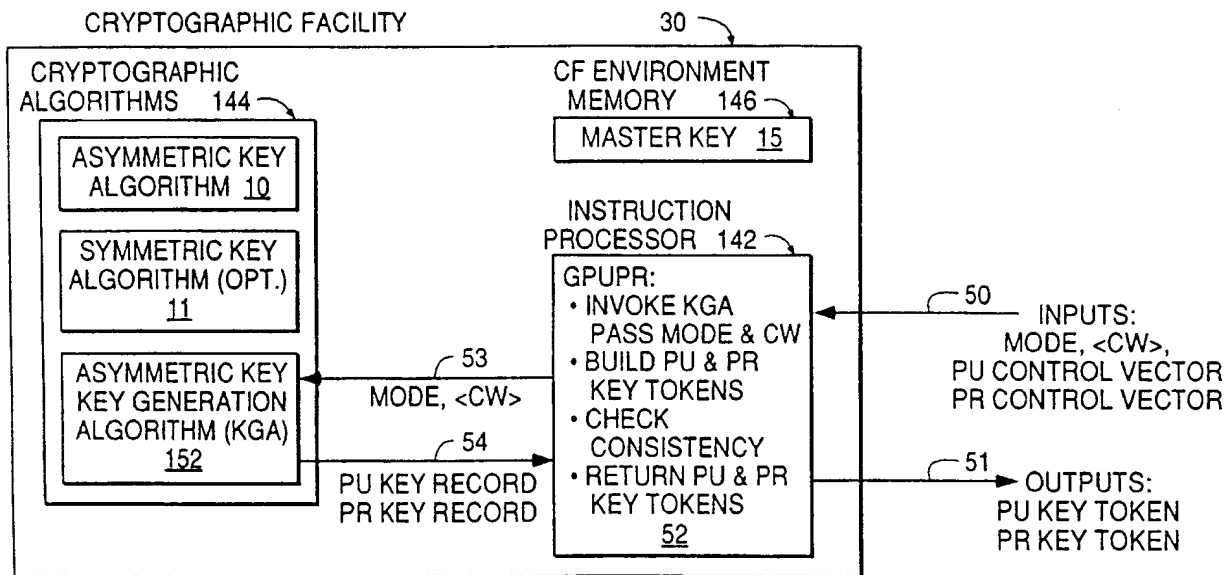 CRYPTOGRAPHIC FACILITY 30
CRYPTOGRAPHIC
ALGORITHMS 144
ASYMMETRIC KEY
ALGORITHM 10
SYMMETRIC KEY
ALGORITHM (OPT.)
11
ASYMMETRIC KEY
KEY GENERATION
ALGORITHM (KGA)
152
CF ENVIRONMENT
MEMORY 146
MASTER KEY 15
INSTRUCTION
PROCESSOR 142
GPUPR:
• INVOKE KGA
PASS MODE & CW
• BUILD PU & PR
KEY TOKENS
• CHECK
CONSISTENCY
• RETURN PU & PR
KEY TOKENS
52
53
MODE, <CW>
54
PU KEY RECORD
PR KEY RECORD
50
INPUTS:
MODE, <CW>,
PU CONTROL VECTOR
PR CONTROL VECTOR
51
OUTPUTS:
PU KEY TOKEN
PR KEY TOKEN